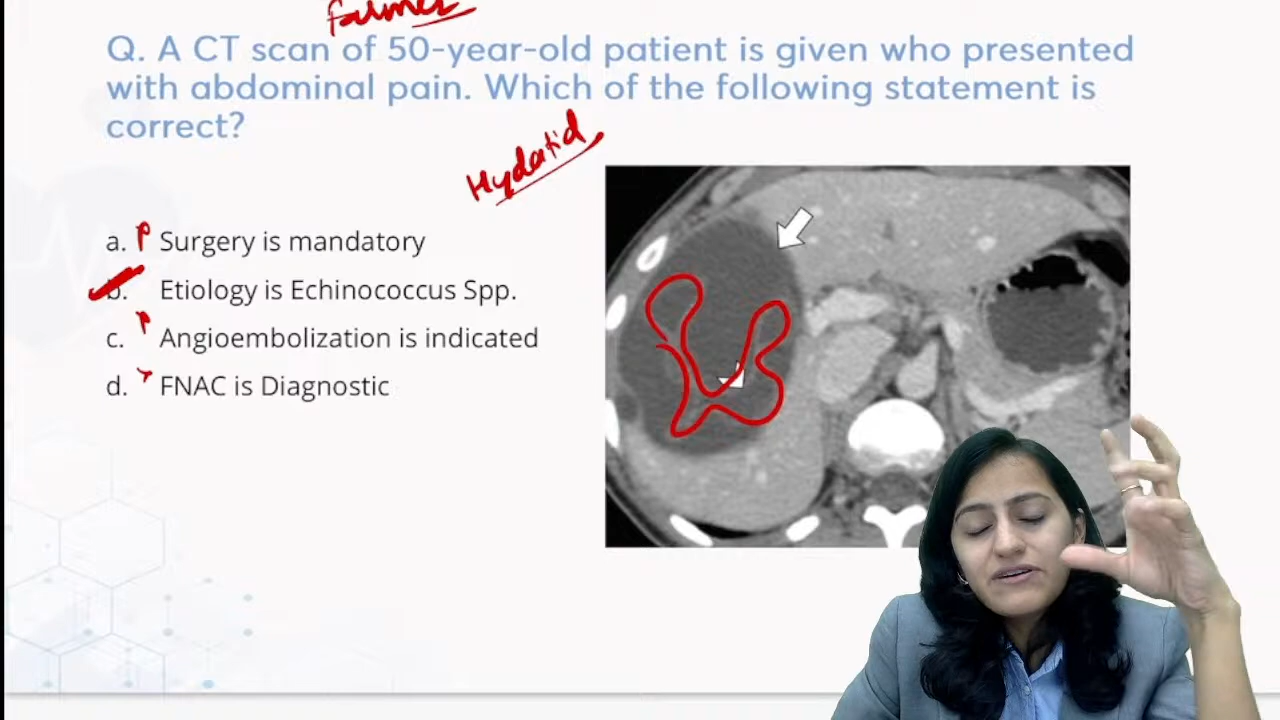 farmer
Q. A CT scan of 50-year-old patient is given who presented
with abdominal pain. Which of the following statement is
correct?
Hydatid
a. Surgery is mandatory
b. Etiology is Echinococcus Spp.
c. Angioembolization is indicated
d. FNAC is Diagnostic